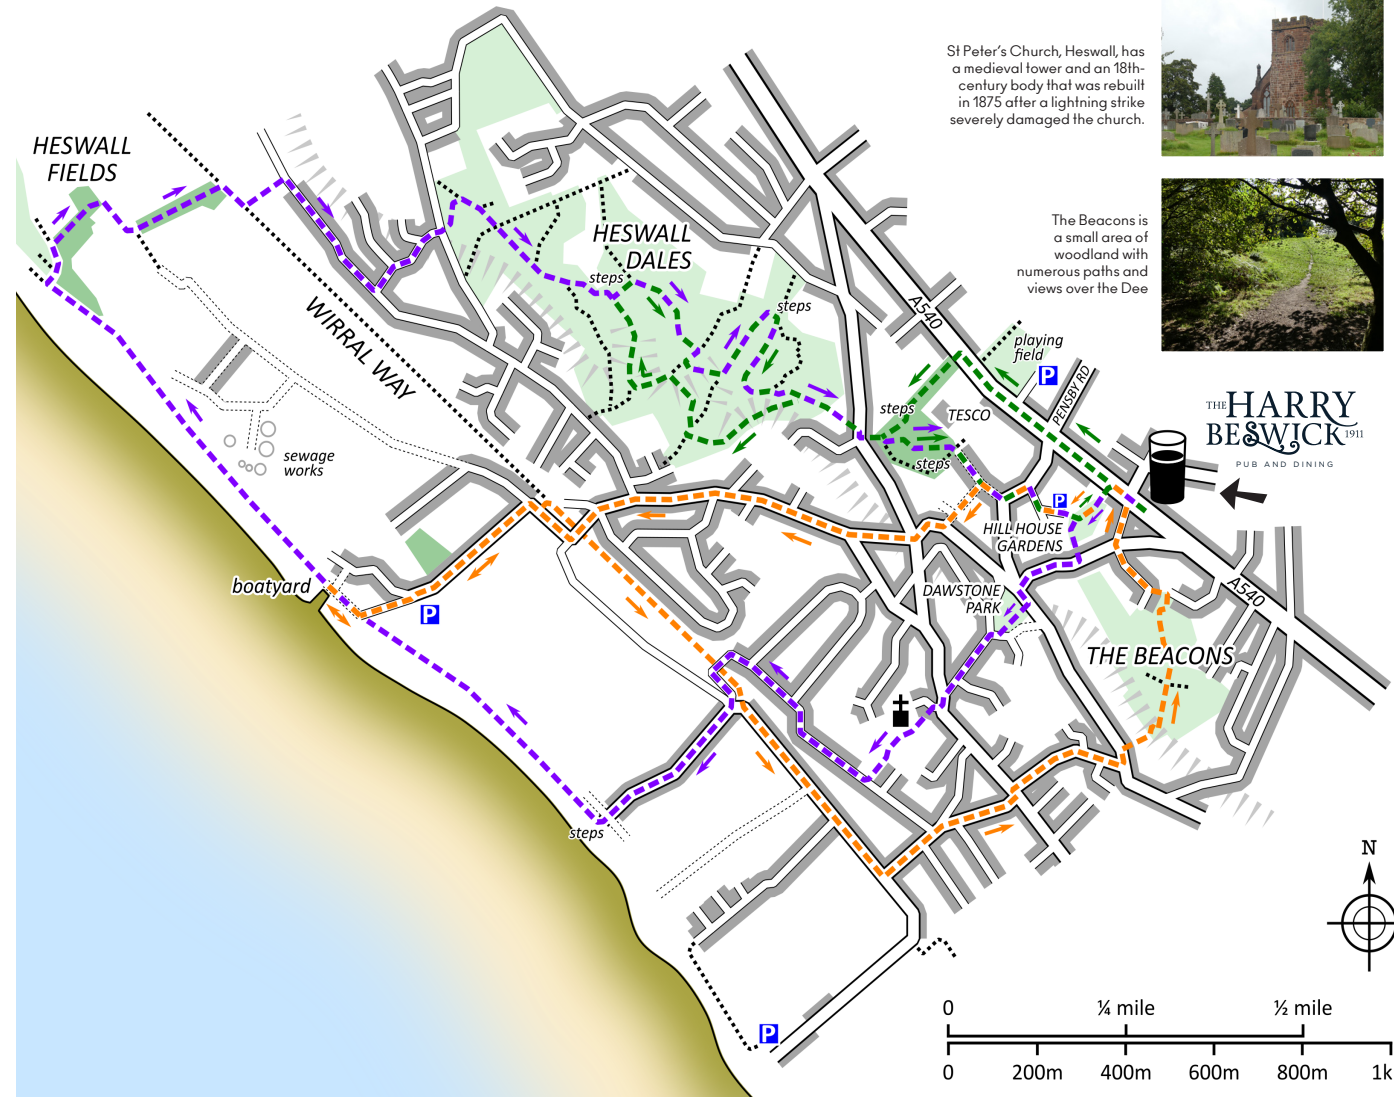 St Peter's Church, Heswall, has
a medieval tower and an 18th-
century body that was rebuilt
in 1875 after a lightning strike
severely damaged the church.
HESWALL
FIELDS
The Beacons is
a small area of
woodland with
numerous paths and
views over the Dee
HESWALL
DALES
steps
steps
A540
WIRRAL WAY
playing
field
P
PENSBY RD
THE HARRY
BESWICK 1911
PUB AND DINING
steps
TESCO
steps
sewage
works
P
HILL HOUSE
GARDENS
boatyard
P
DAWSTONE
PARK
A540
THE BEACONS
steps
N
P
0 ¼ mile ½ mile
0 200m 400m 600m 800m 1k